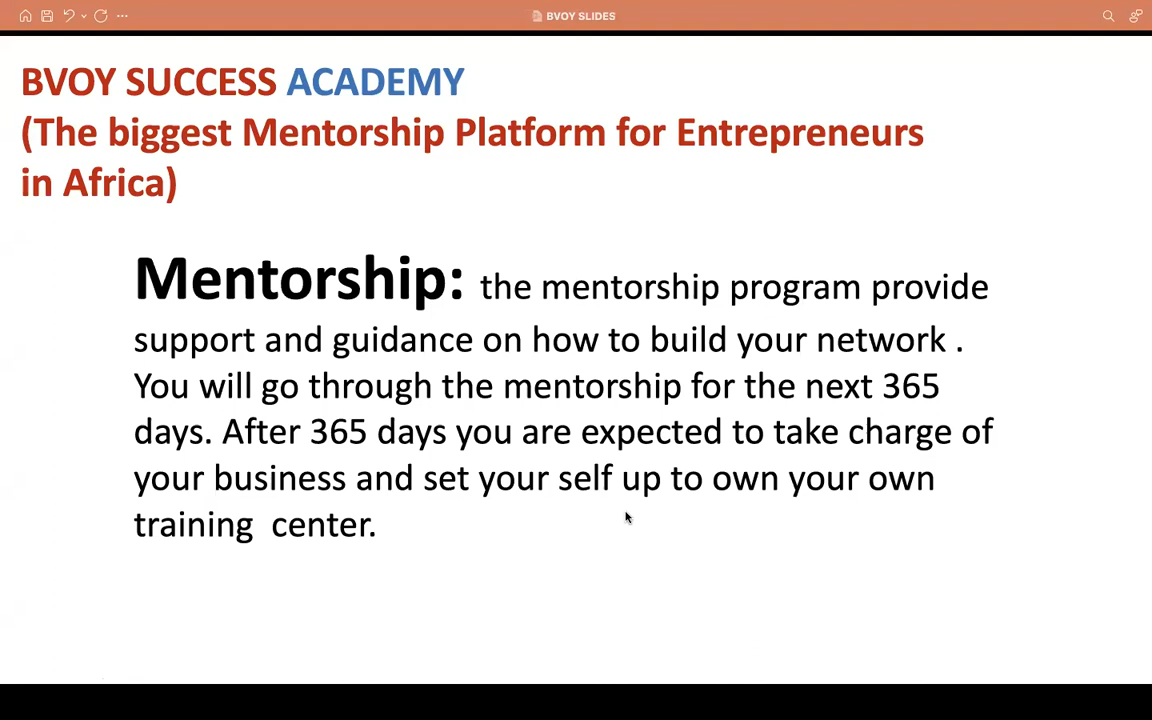 BVOY SLIDES
BVOY SUCCESS ACADEMY
(The biggest Mentorship Platform for Entrepreneurs
in Africa)
Mentorship: the mentorship program provide
support and guidance on how to build your network .
You will go through the mentorship for the next 365
days. After 365 days you are expected to take charge of
your business and set your self up to own your own
training  center.